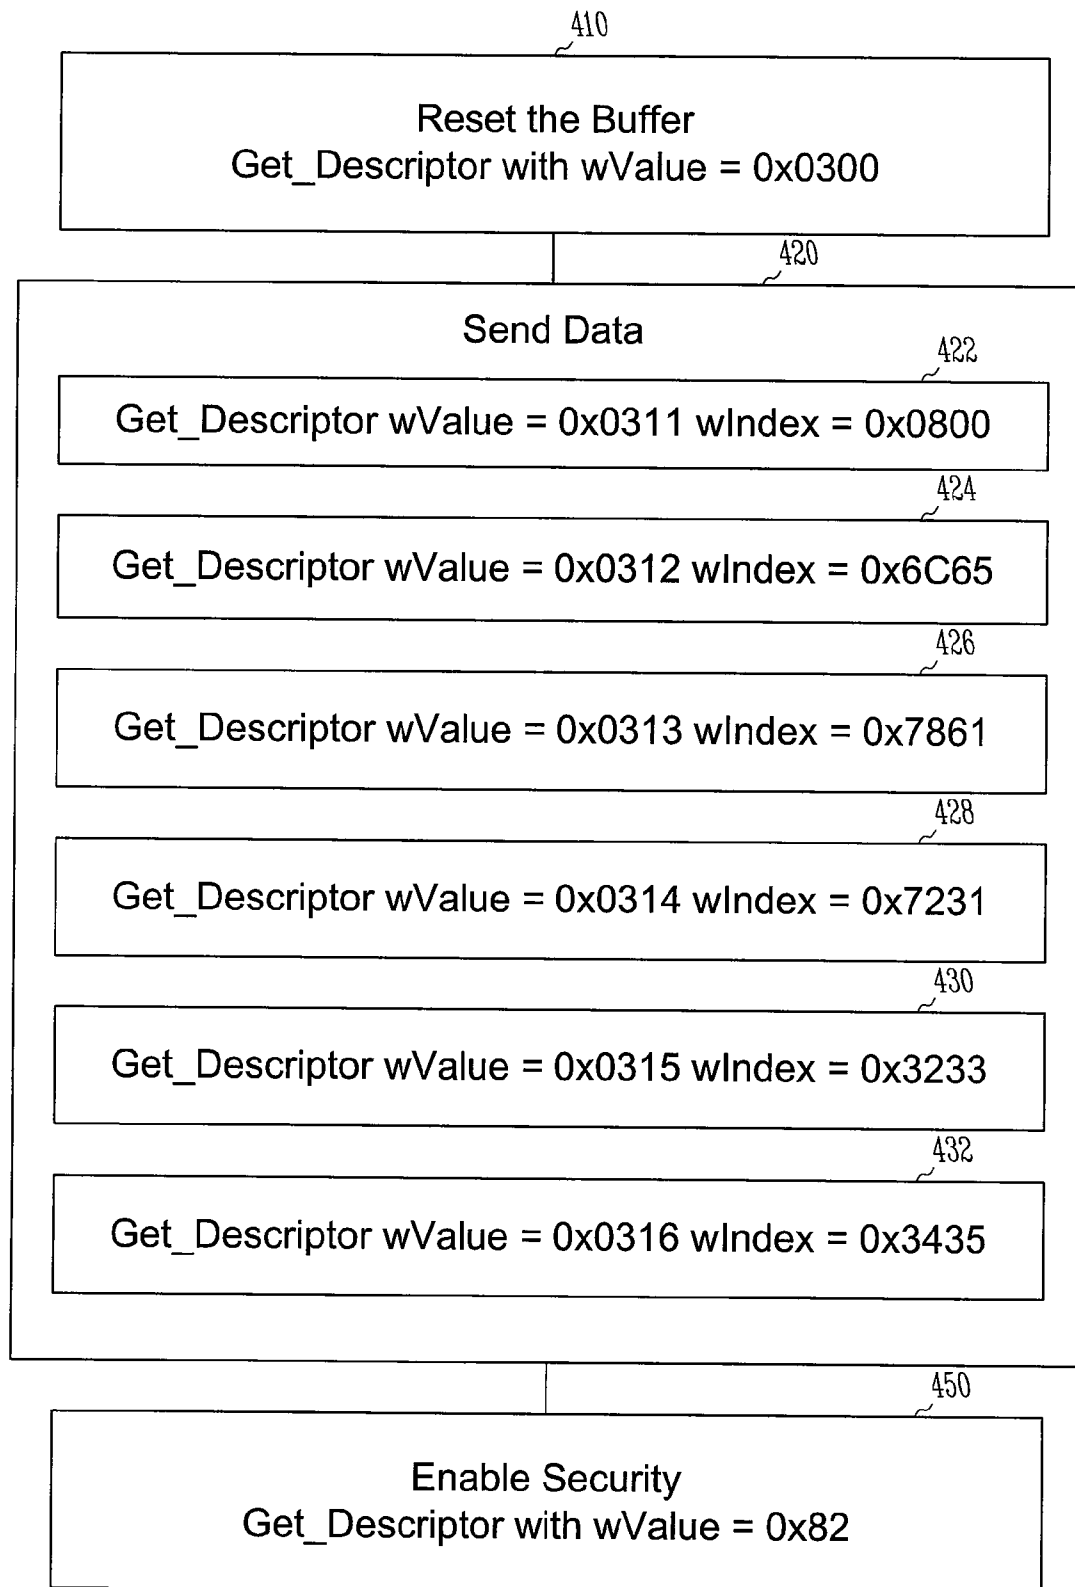 410
Reset the Buffer
Get_Descriptor with wValue = 0x0300
420
Send Data
422
Get_Descriptor wValue = 0x0311 wIndex = 0x0800
424
Get_Descriptor wValue = 0x0312 wIndex = 0x6C65
426
Get_Descriptor wValue = 0x0313 wIndex = 0x7861
428
Get_Descriptor wValue = 0x0314 wIndex = 0x7231
430
Get_Descriptor wValue = 0x0315 wIndex = 0x3233
432
Get_Descriptor wValue = 0x0316 wIndex = 0x3435
450
Enable Security
Get_Descriptor with wValue = 0x82